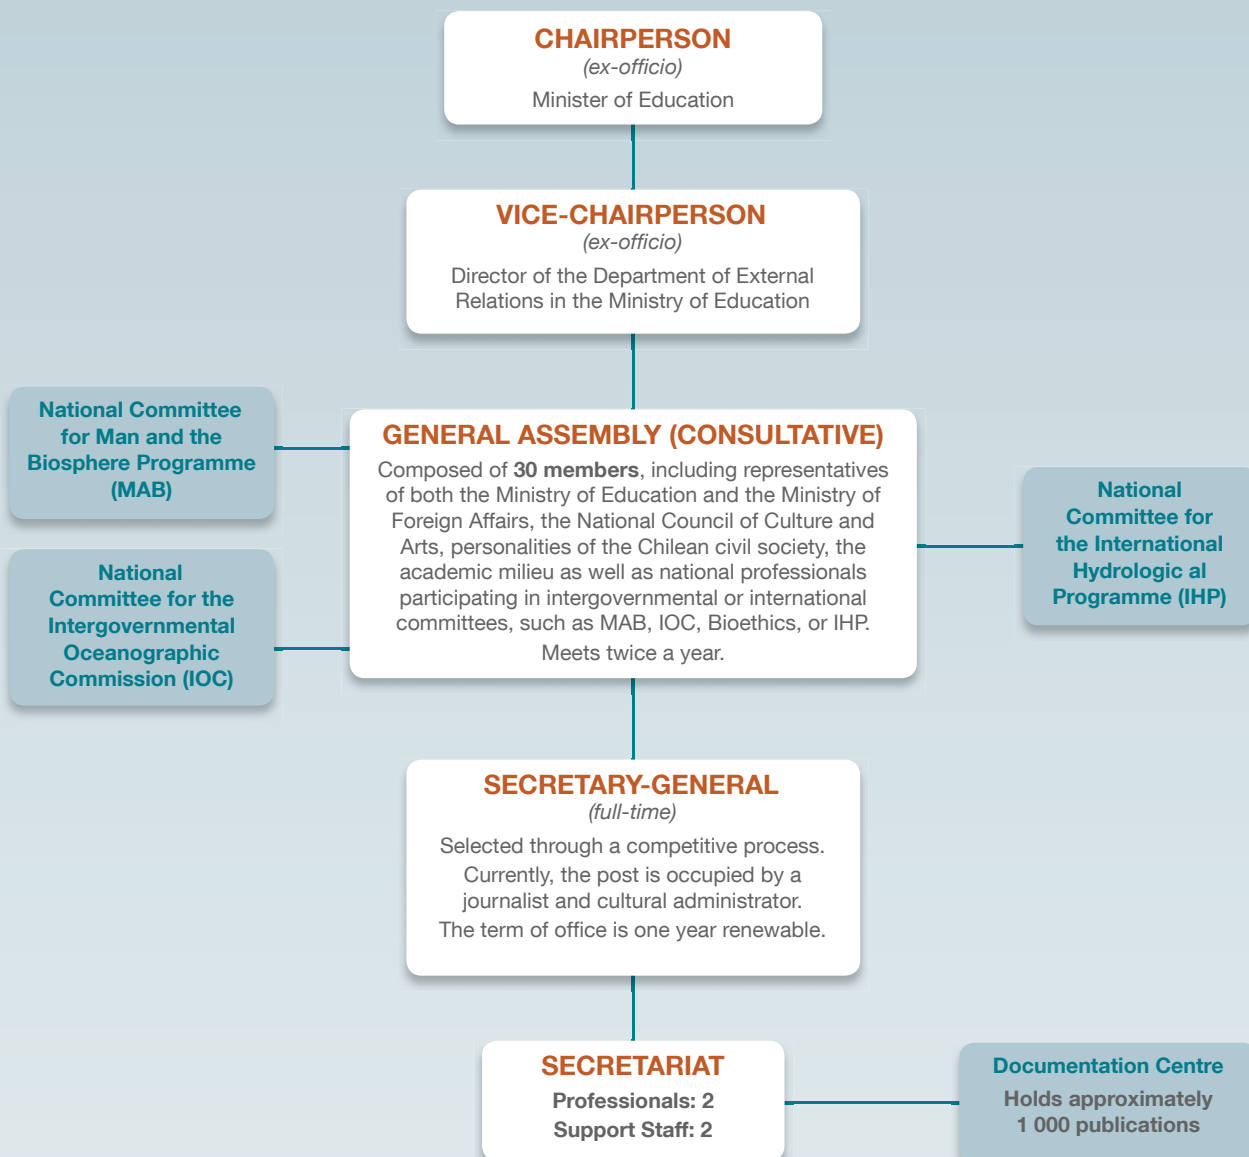 CHAIRPERSON
(ex-officio)
Minister of Education
VICE-CHAIRPERSON
(ex-officio)
Director of the Department of External
Relations in the Ministry of Education
National Committee
for Man and the
Biosphere Programme
(MAB)
National
Committee for the
Intergovernmental
Oceanographic
Commission (IOC)
GENERAL ASSEMBLY (CONSULTATIVE)
Composed of 30 members, including representatives
of both the Ministry of Education and the Ministry of
Foreign Affairs, the National Council of Culture and
Arts, personalities of the Chilean civil society, the
academic milieu as well as national professionals
participating in intergovernmental or international
committees, such as MAB, IOC, Bioethics, or IHP.
Meets twice a year.
National
Committee for
the International
Hydrologic al
Programme (IHP)
SECRETARY-GENERAL
(full-time)
Selected through a competitive process.
Currently, the post is occupied by a
journalist and cultural administrator.
The term of office is one year renewable.
SECRETARIAT
Professionals: 2
Support Staff: 2
Documentation Centre
Holds approximately
1 000 publications